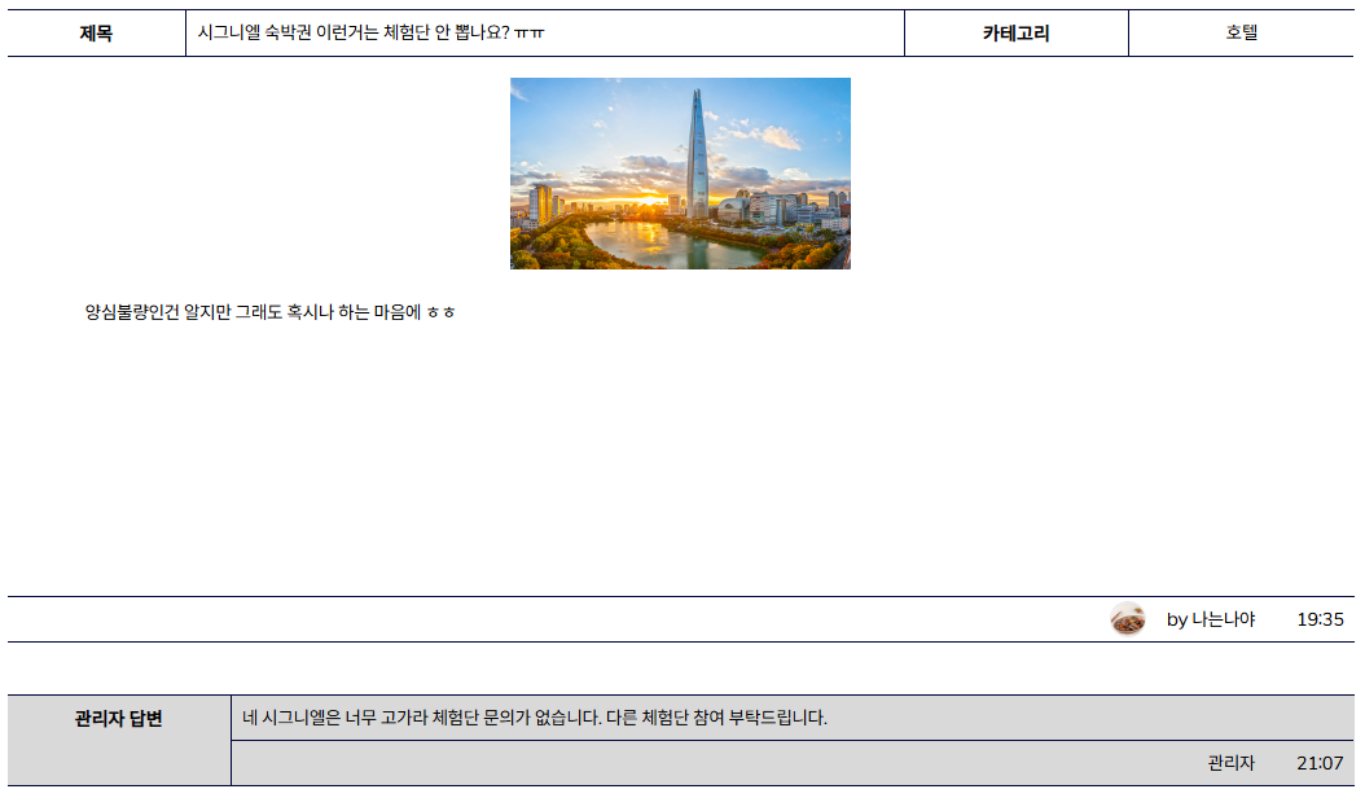 제목 시그니엘 숙박권 이런거는 체험단 안 뽑나요? ㅠㅠ 카테고리 호텔
양심불량인건 알지만 그래도 혹시나 하는 마음에 ㅎㅎ
by 나는나야 19:35
관리자 답변 네 시그니엘은 너무 고가라 체험단 문의가 없습니다. 다른 체험단 참여 부탁드립니다.
관리자 21:07